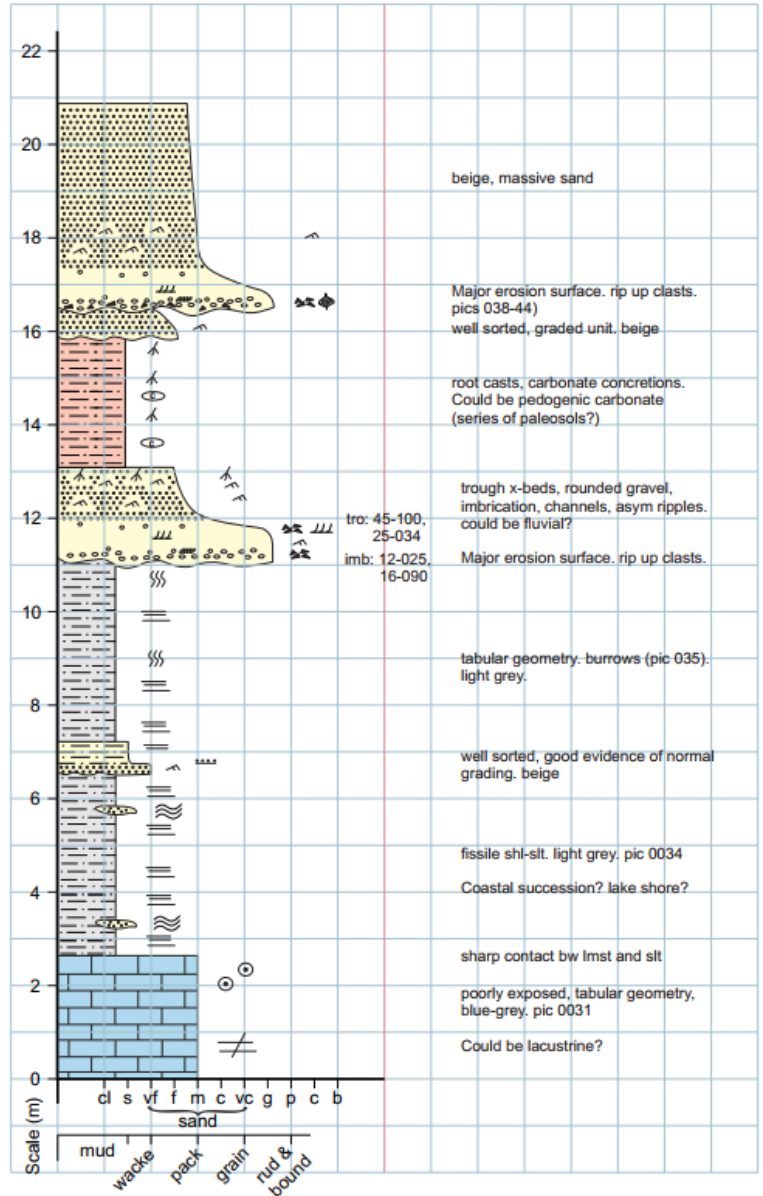 22
20
beige, massive sand
18
Major erosion surface. rip up clasts.
pics 038-44)
16
well sorted, graded unit. beige
root casts, carbonate concretions.
Could be pedogenic carbonate
(series of paleosols?)
c
14
c
trough x-beds, rounded gravel,
imbrication, channels, asym ripples.
could be fluvial?
12
tro: 45-100,
25-034
imb: 12-025,
16-090
Major erosion surface. rip up clasts.
10
tabular geometry. burrows (pic 035).
light grey.
8
well sorted, good evidence of normal
grading. beige
6
fissile shl-slt. light grey. pic 0034
4
Coastal succession? lake shore?
sharp contact bw lmst and slt
2
poorly exposed, tabular geometry,
blue-grey. pic 0031
Could be lacustrine?
0
cl s vf f m c vc g p c b
sand
Scale (m)
mud
wacke
pack
grain
rud &
bound